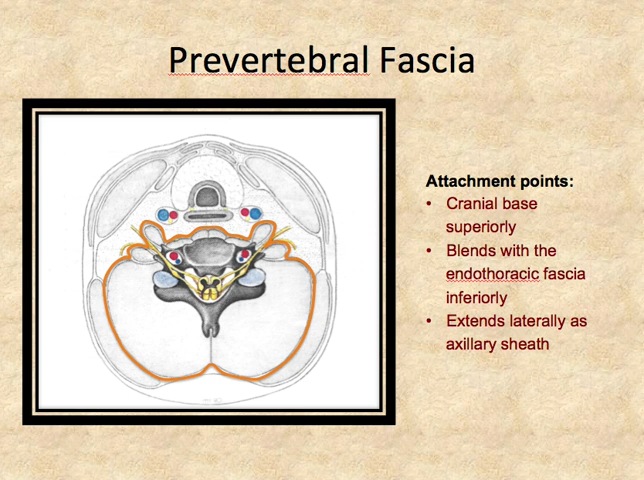 Prevertebral Fascia
Attachment points:
• Cranial base
superiorly
• Blends with the
endothoracic fascia
inferiorly
• Extends laterally as
axillary sheath